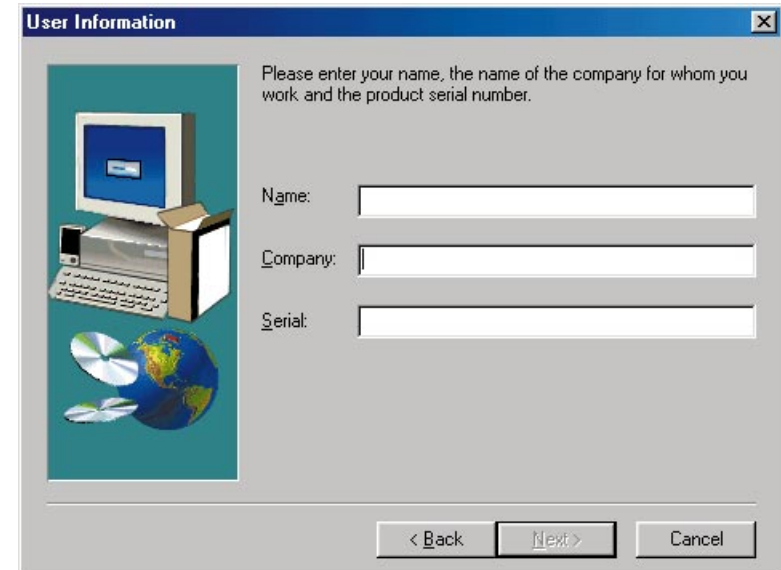 User Information
Please enter your name, the name of the company for whom you
work and the product serial number.
Name:
Company:
Serial:
< Back
Next >
Cancel